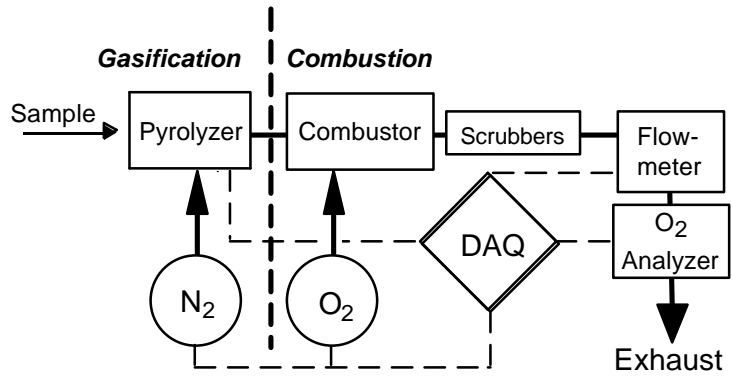 Gasification
Combustion
Sample
Pyrolyzer
Combustor
Scrubbers
Flow-
meter
O2
Analyzer
DAQ
N2
O2
Exhaust